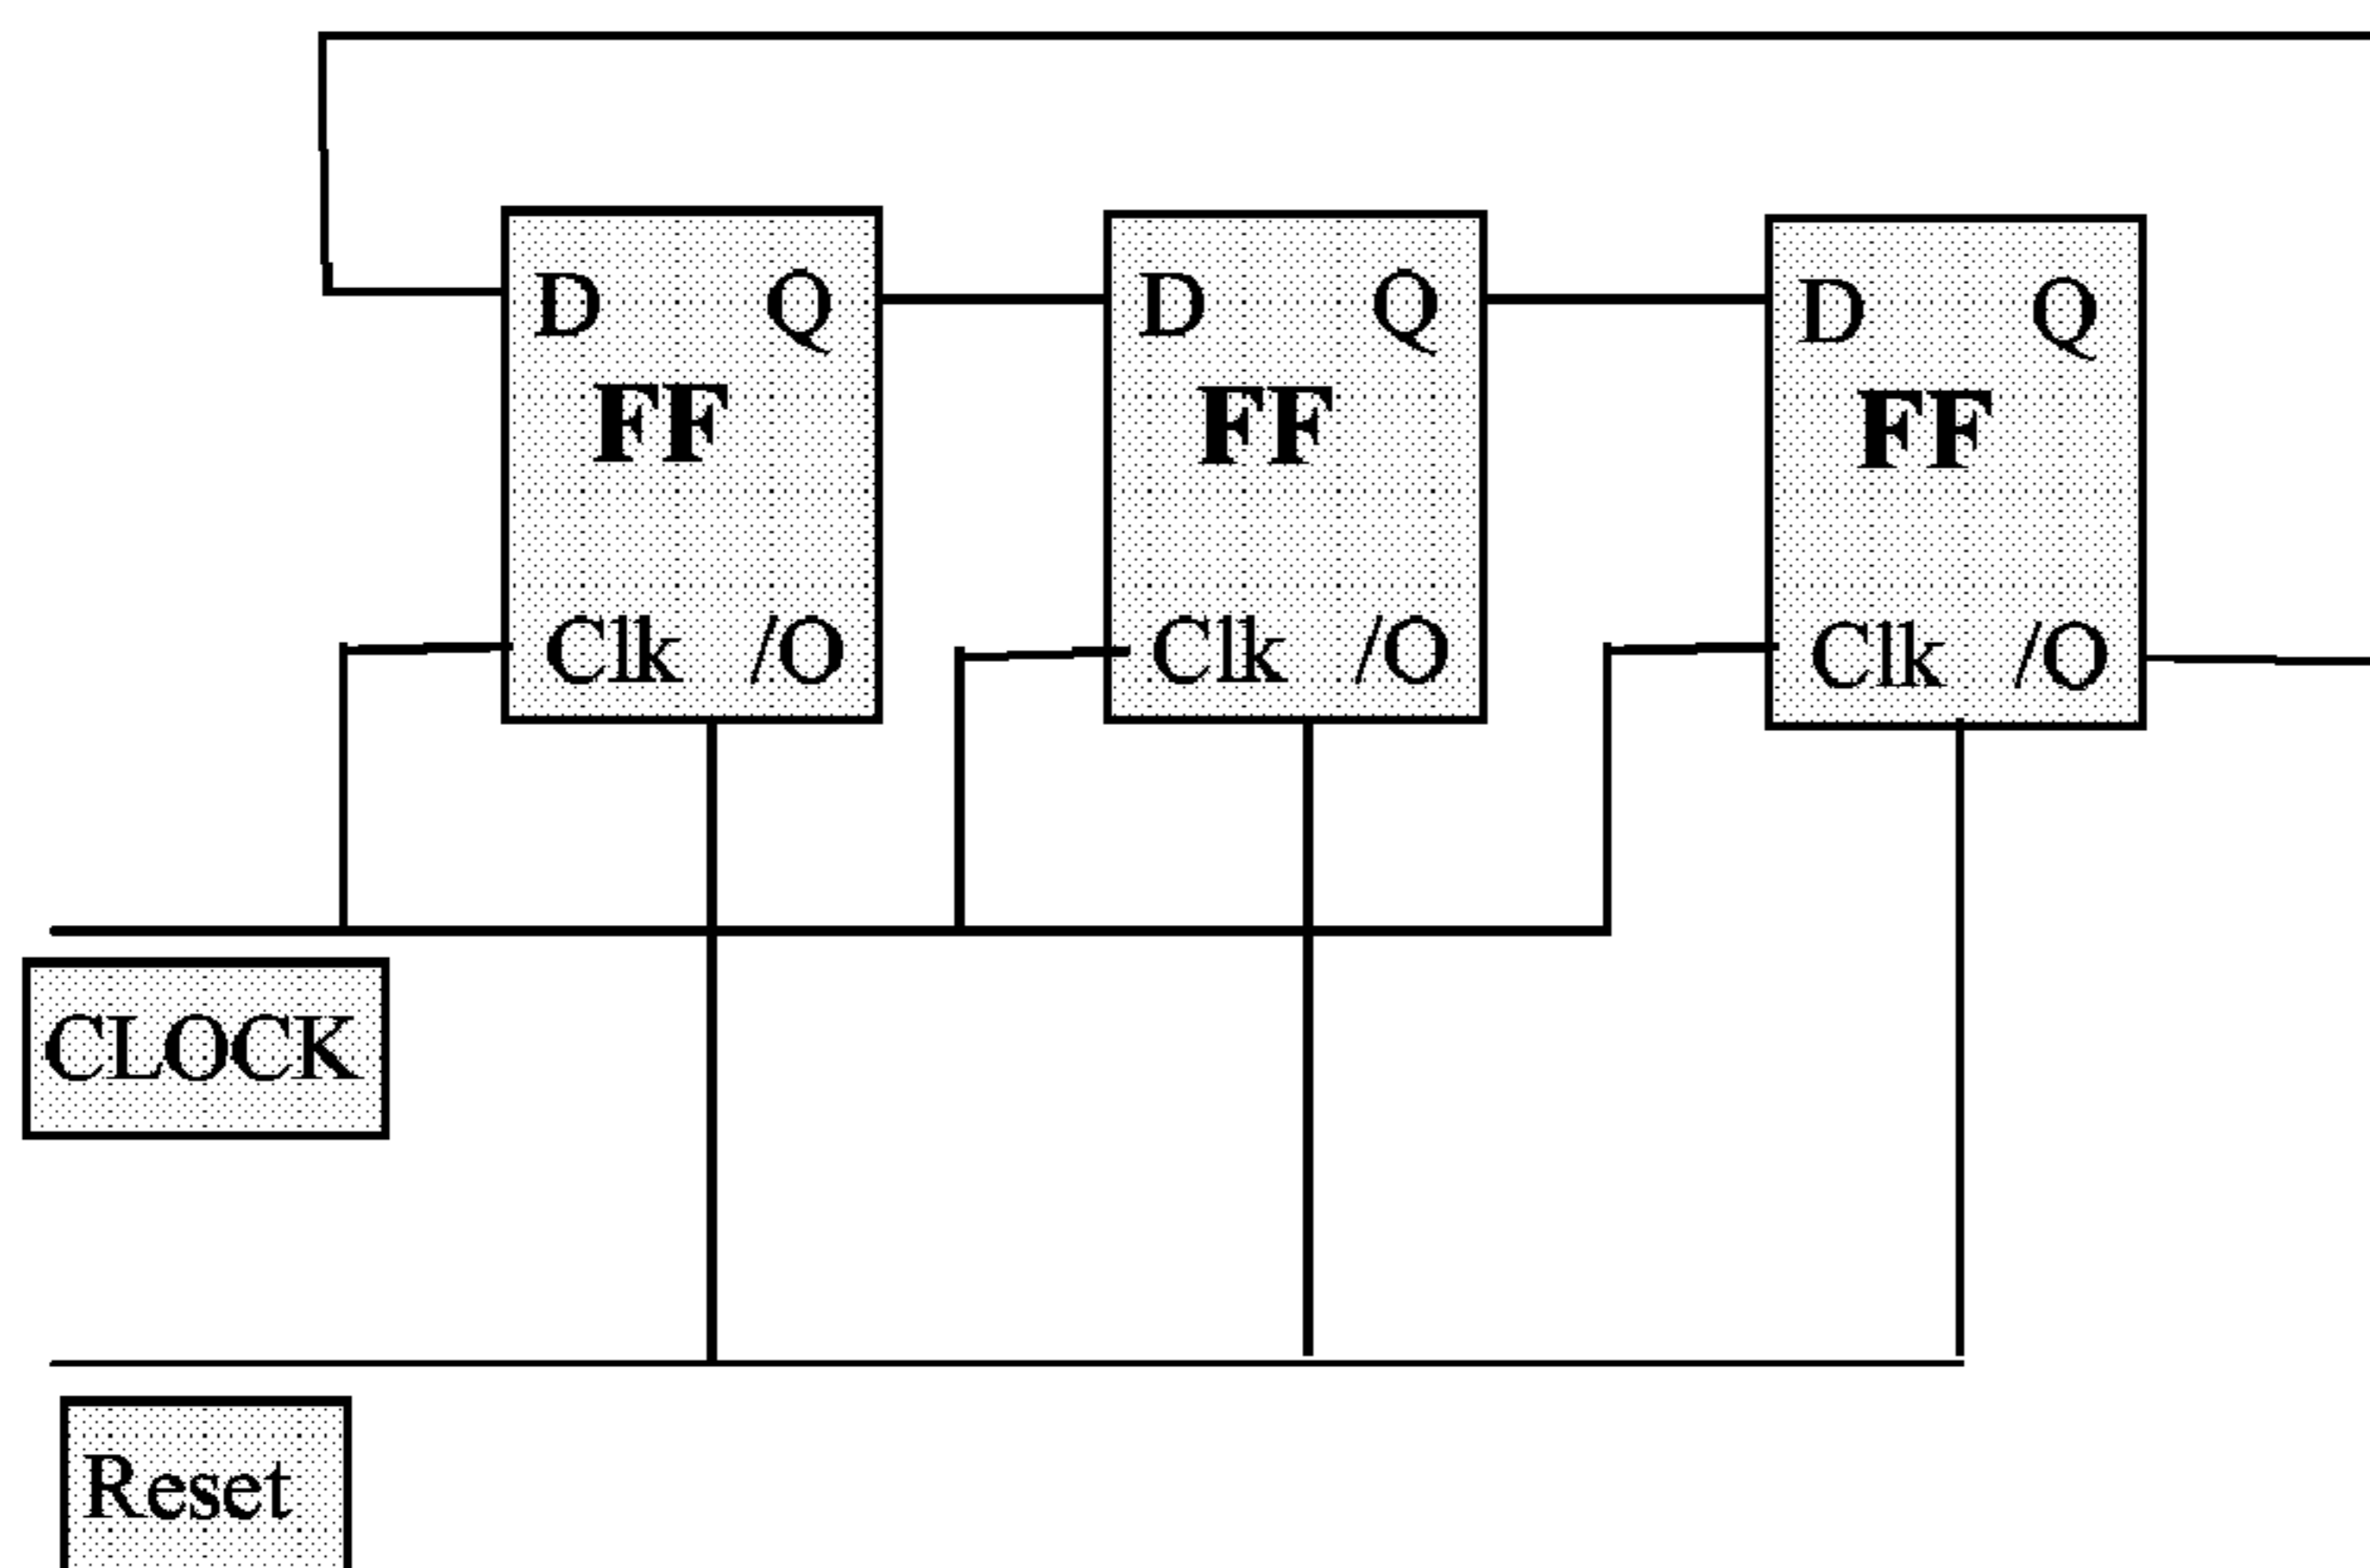 D Q D Q D Q
FF FF FF
Clk /O Clk /O Clk /O
CLOCK
Reset